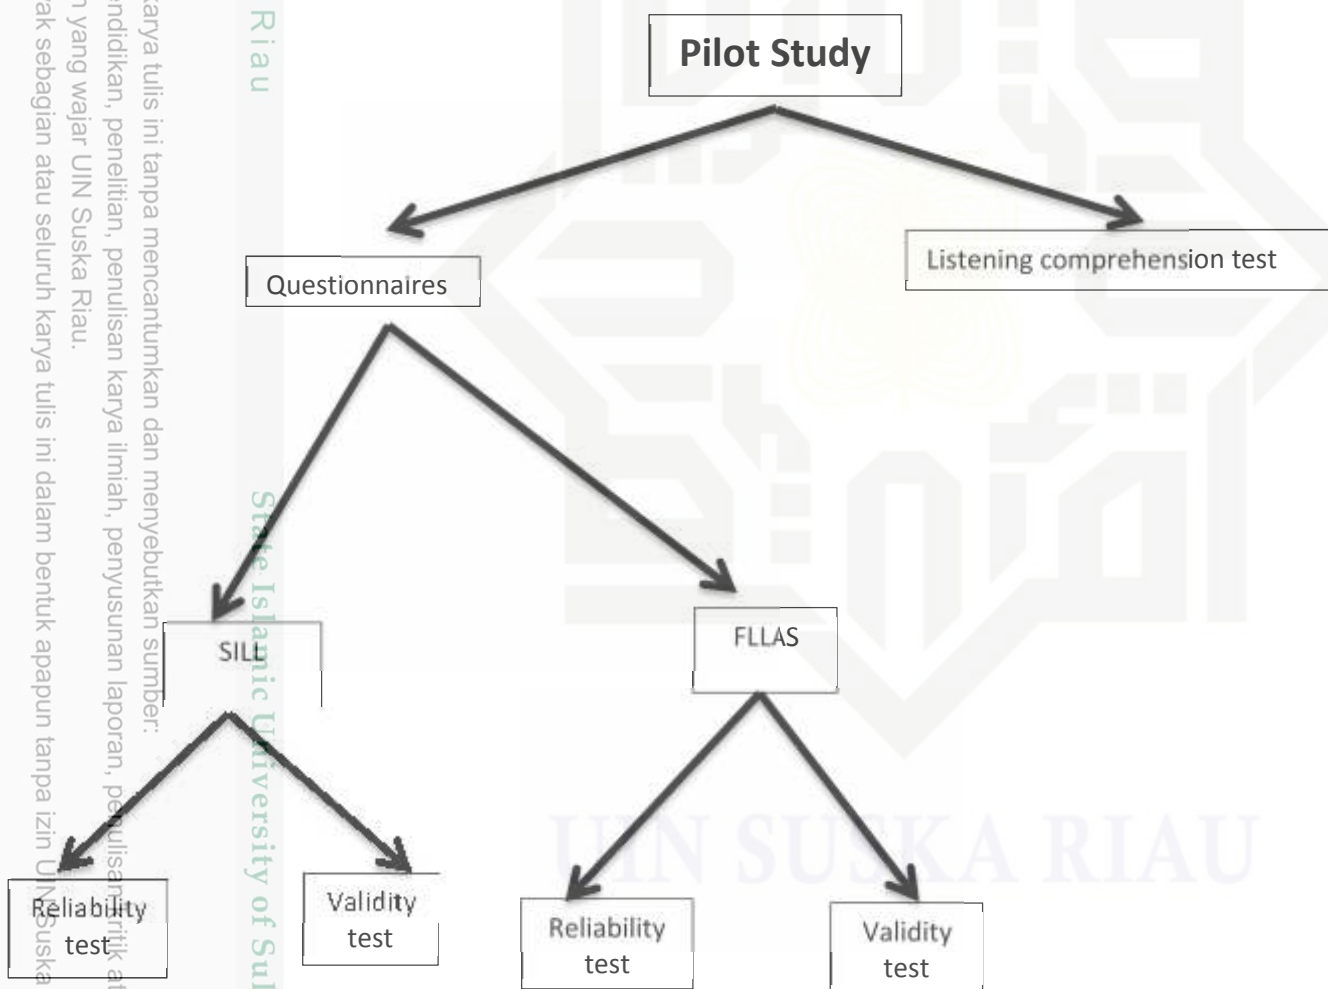 Pilot Study
Questionnaires
Listening comprehension test
SILL
FLLAS
Reliability
test
Validity
test
Reliability
test
Validity
test
karya tulis ini tanpa mencantumkan dan menyebutkan sumber:
endidikan, penelitian, penulisan karya ilmiah, penyusunan laporan, penulisan kritik at
n yang wajar UIN Suska Riau.
ak sebagian atau seluruh karya tulis ini dalam bentuk apapun tanpa izin UIN Suska
Riau
State Islamic University of Sul
UIN SUSKA RIAU